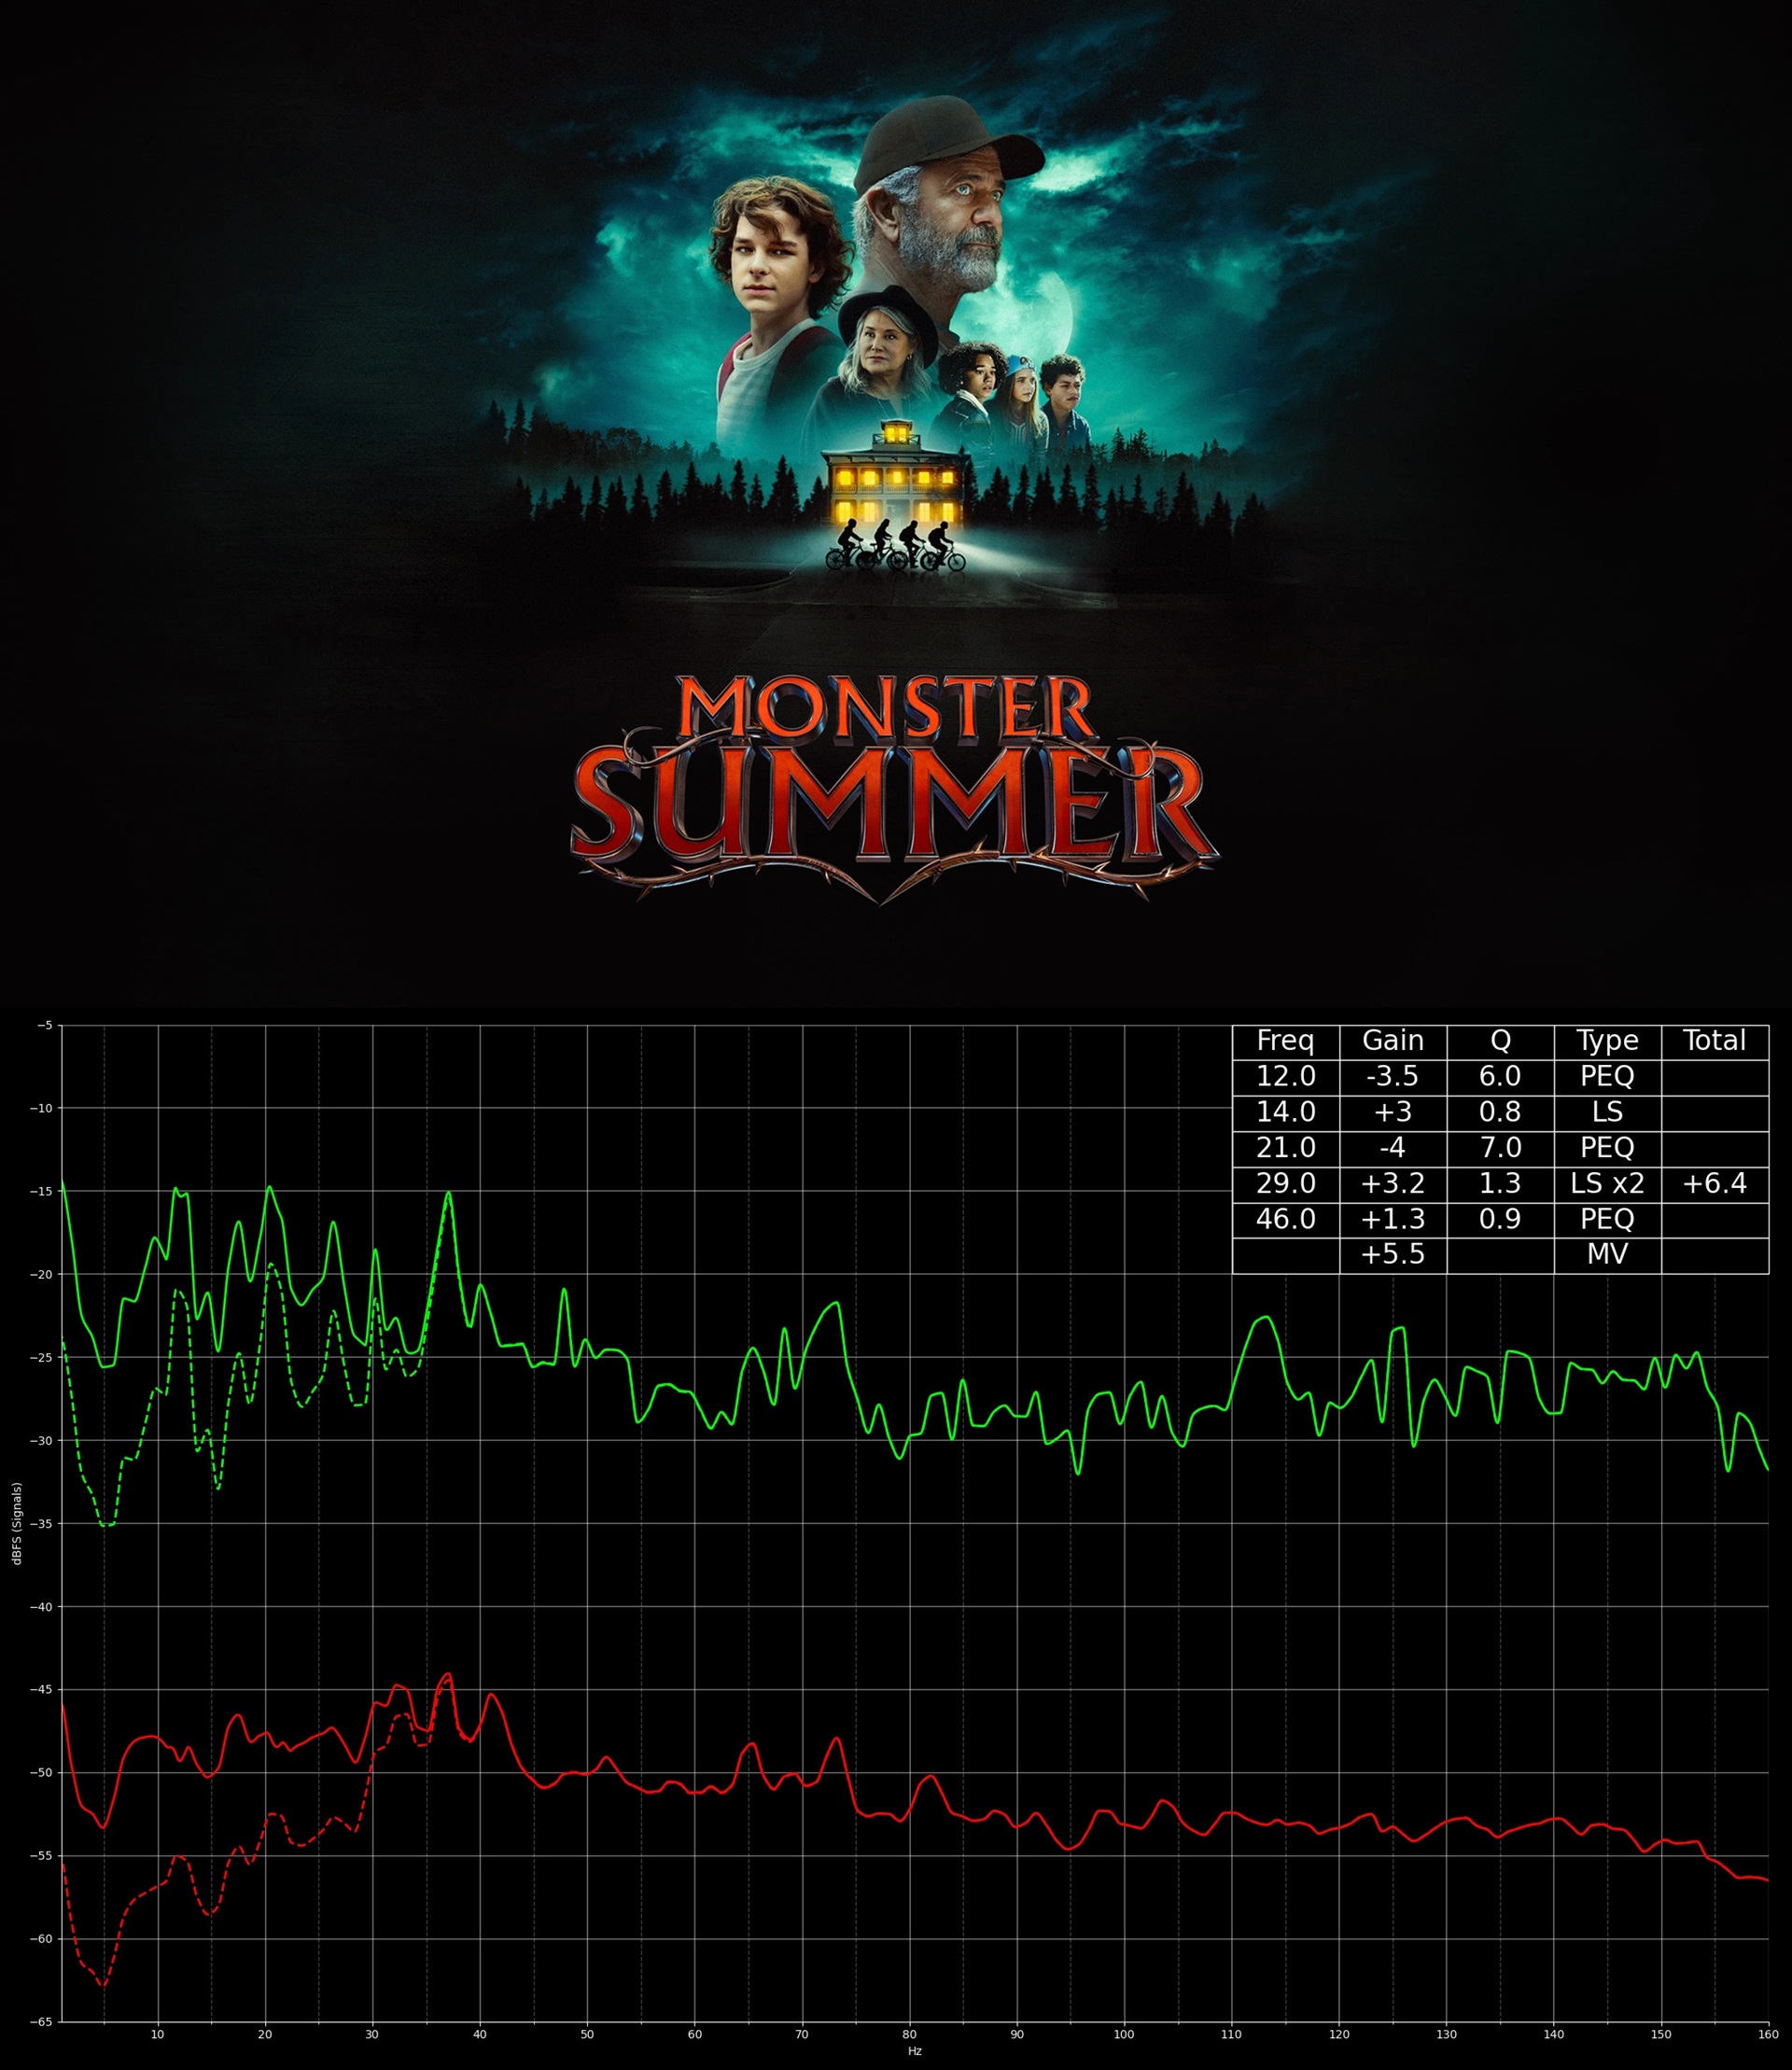 MONSTER
SUMMER
Freq Gain Q Type Total
12.0 -3.5 6.0 PEQ
14.0 +3 0.8 LS
21.0 -4 7.0 PEQ
29.0 +3.2 1.3 LS x2 +6.4
46.0 +1.3 0.9 PEQ
+5.5 MV
−5
−10
−15
−20
−25
−30
−35
−40
−45
−50
−55
−60
−65
dBFS (Signals)
10 20 30 40 50 60 70 80 90 100 110 120 130 140 150 160
Hz